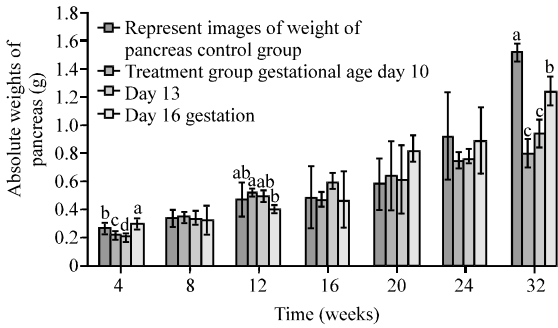 Absolute weights of
pancreas (g)
1.8
1.6
1.4
1.2
1.0
0.8
0.6
0.4
0.2
0
Represent images of weight of
pancreas control group
Treatment group gestational age day 10
Day 13
Day 16 gestation
b c d a
ab a ab b
a c c b
4 8 12 16 20 24 32
Time (weeks)